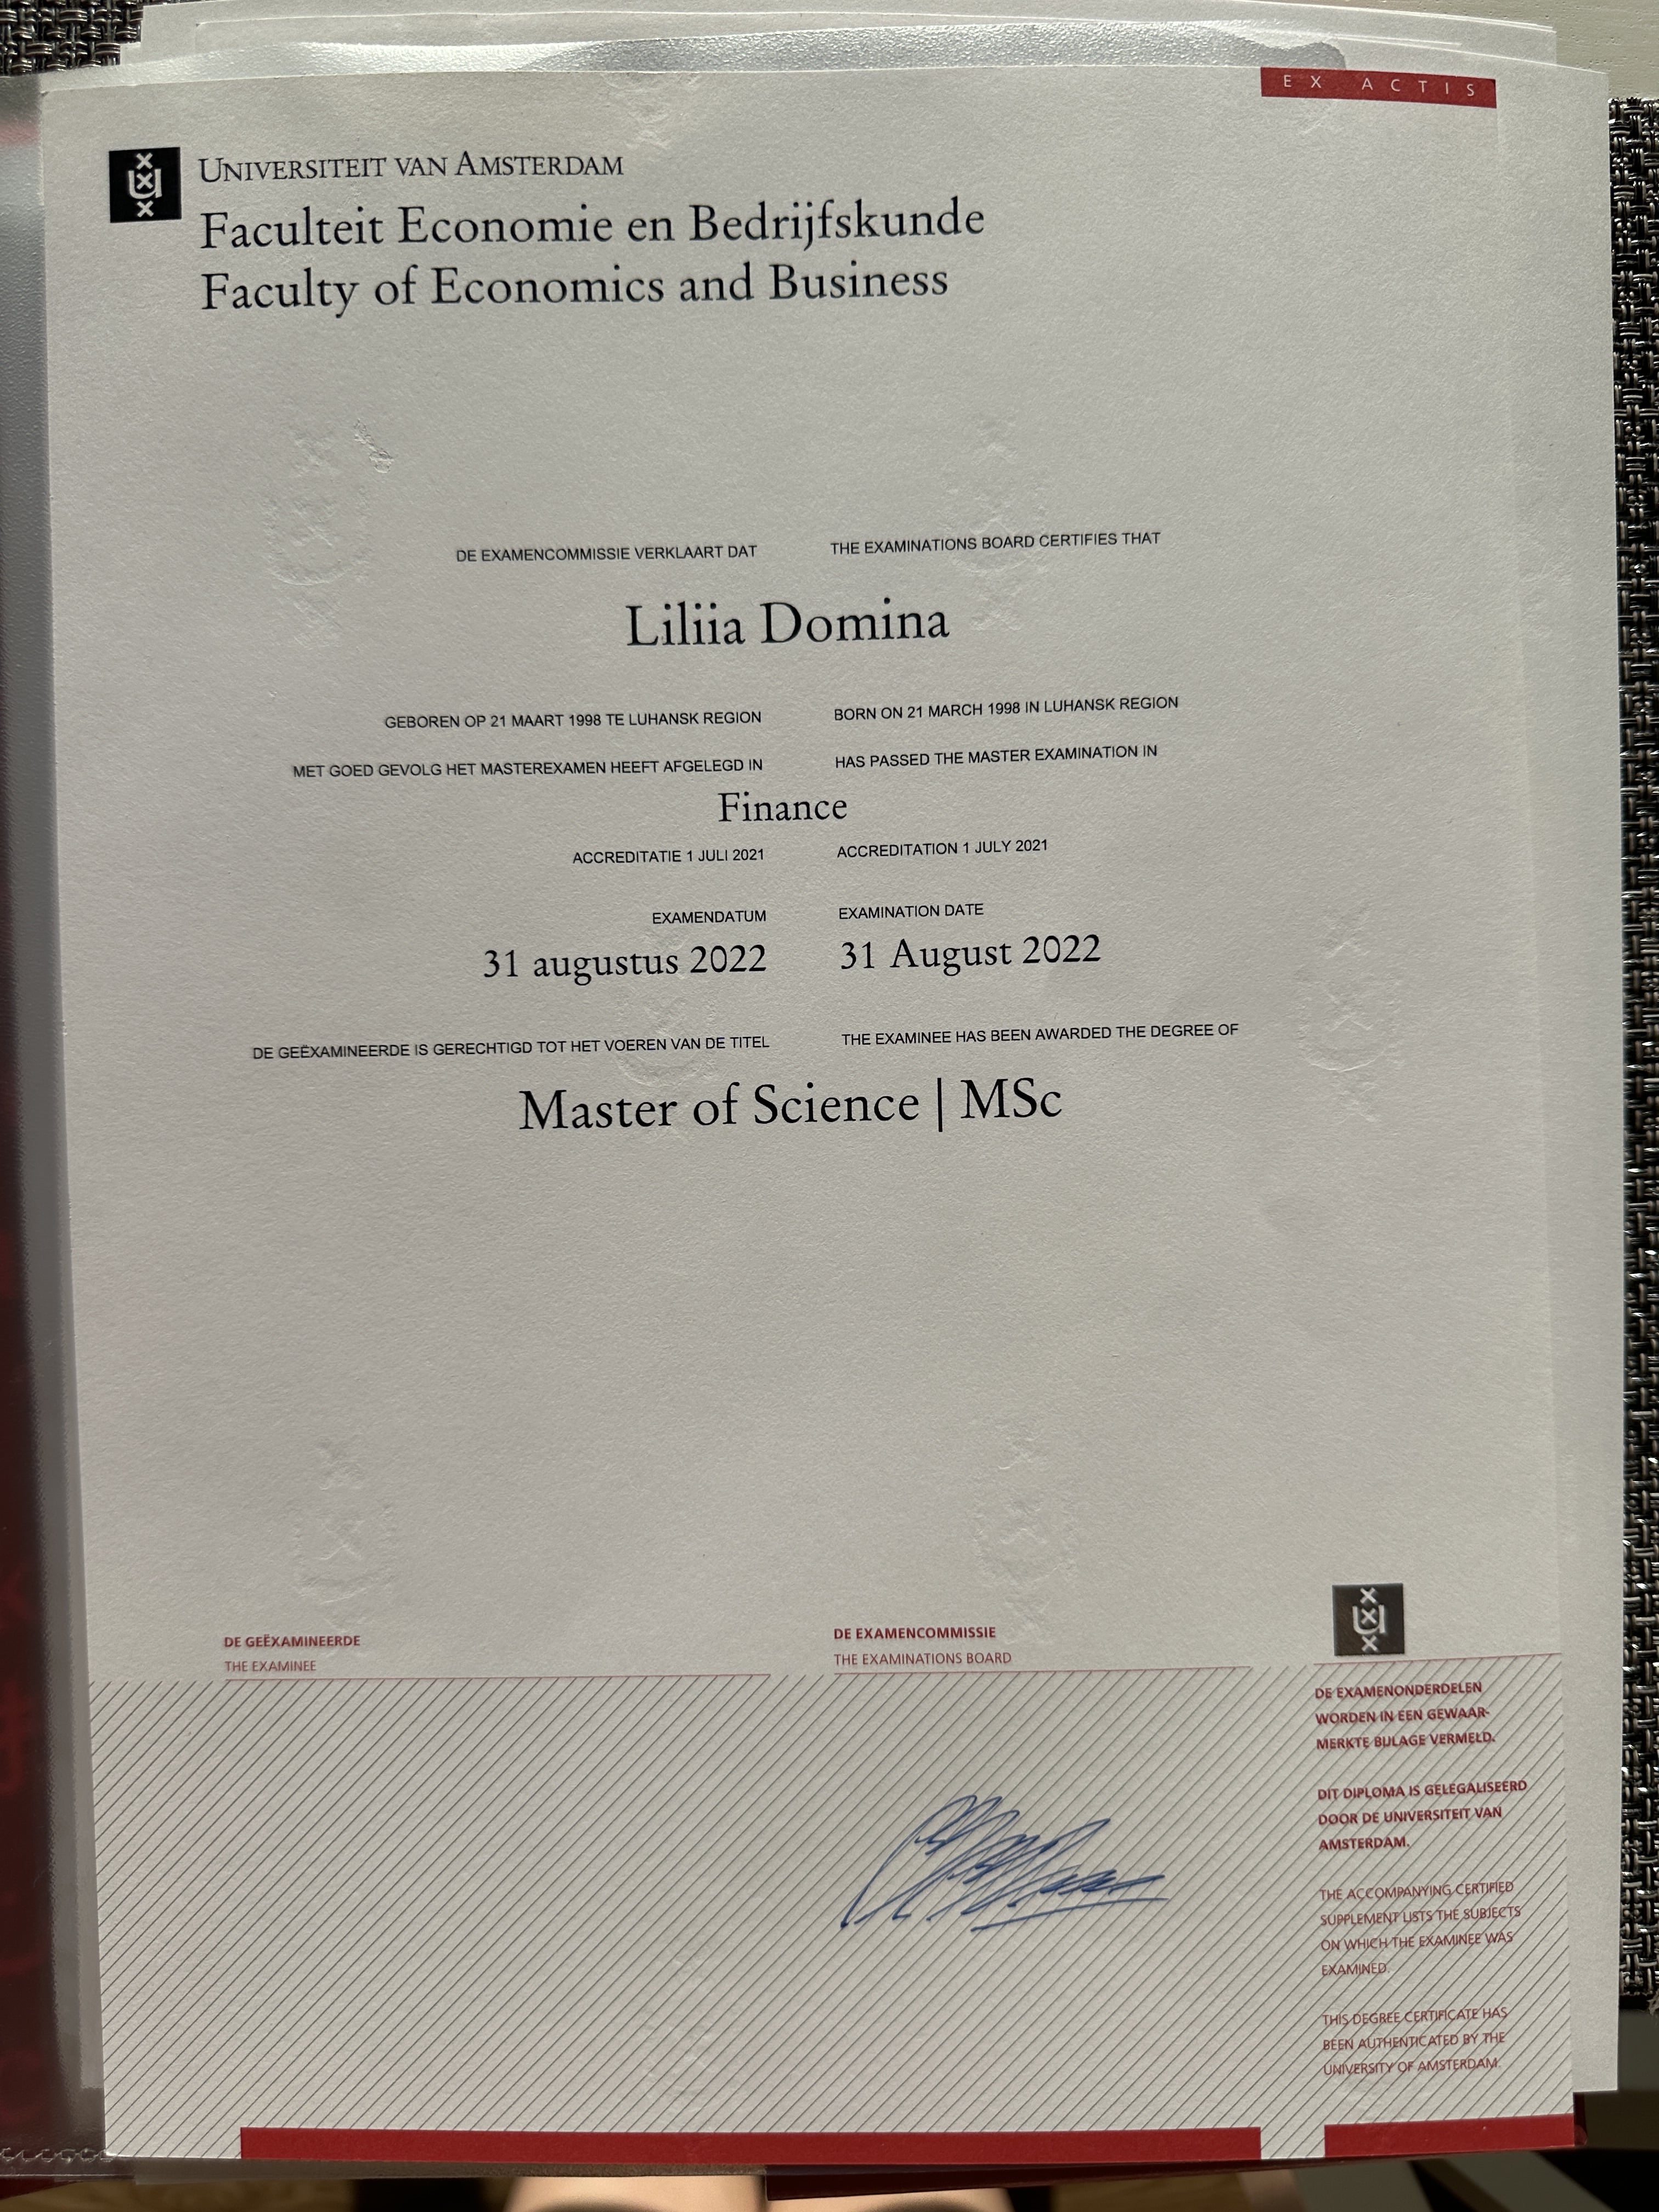 EX ACTIS
UNIVERSITEIT VAN AMSTERDAM
Faculteit Economie en Bedrijfskunde
Faculty of Economics and Business
DE EXAMENCOMMISSIE VERKLAART DAT
THE EXAMINATIONS BOARD CERTIFIES THAT
Liliia Domina
GEBOREN OP 21 MAART 1998 TE LUHANSK REGION
BORN ON 21 MARCH 1998 IN LUHANSK REGION
MET GOED GEVOLG HET MASTEREXAMEN HEEFT AFGELEGD IN
HAS PASSED THE MASTER EXAMINATION IN
Finance
ACCREDITATIE 1 JULI 2021
ACCREDITATION 1 JULY 2021
EXAMENDATUM
EXAMINATION DATE
31 augustus 2022
31 August 2022
DE GEËXAMINEERDE IS GERECHTIGD TOT HET VOEREN VAN DE TITEL
THE EXAMINEE HAS BEEN AWARDED THE DEGREE OF
Master of Science | MSc
DE GEËXAMINEERDE
THE EXAMINEE
DE EXAMENCOMMISSIE
THE EXAMINATIONS BOARD
DE EXAMENONDERDELEN
WORDEN IN EEN GEWAAR-
MERKTE BIJLAGE VERMELD.
DIT DIPLOMA IS GELEGALISEERD
DOOR DE UNIVERSITEIT VAN
AMSTERDAM.
THE ACCOMPANYING CERTIFIED
SUPPLEMENT LISTS THE SUBJECTS
ON WHICH THE EXAMINEE WAS
EXAMINED.
THIS DEGREE CERTIFICATE HAS
BEEN AUTHENTICATED BY THE
UNIVERSITY OF AMSTERDAM.